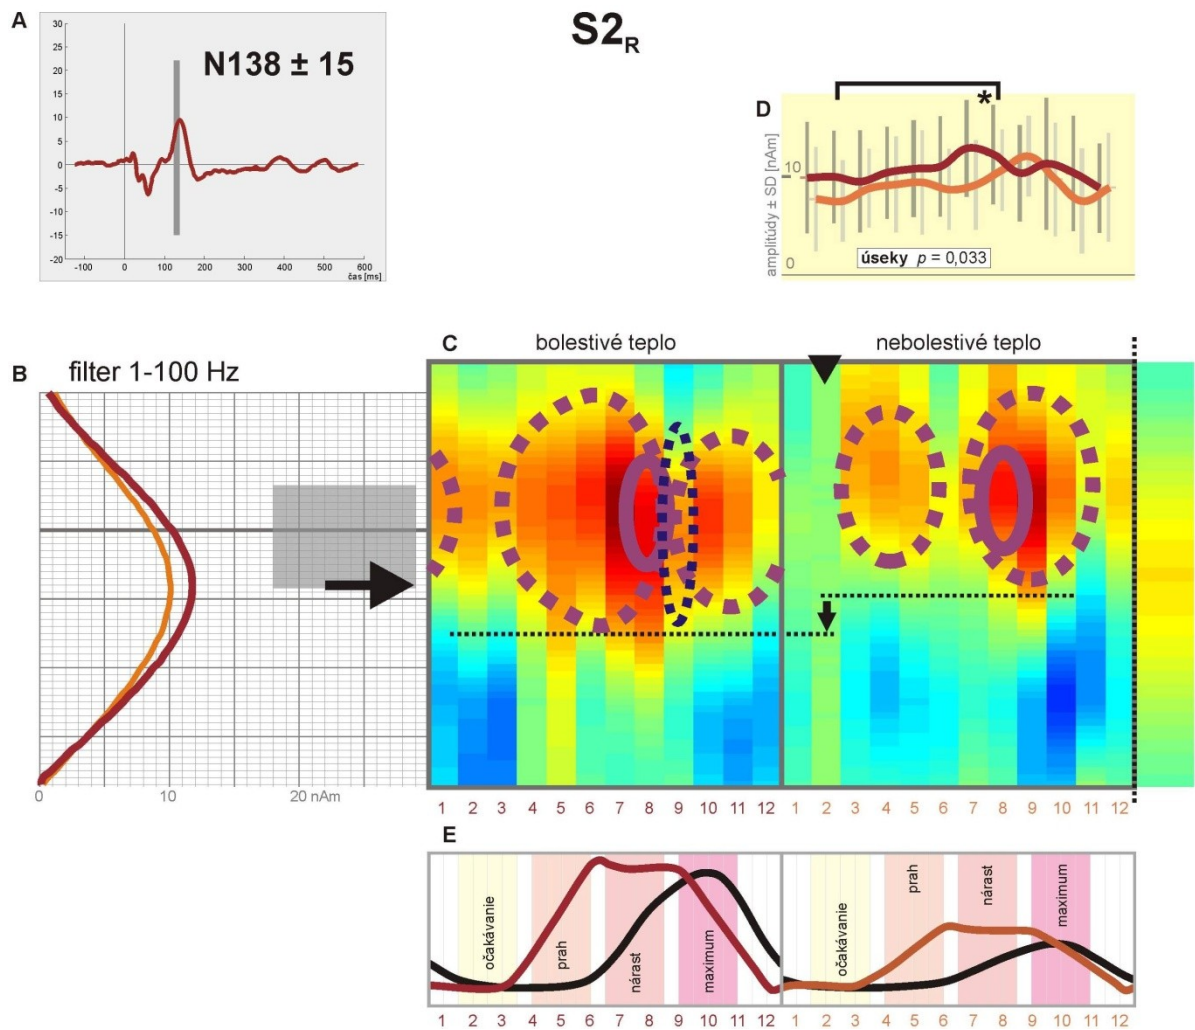 A
S2R
30
25
20
15
10
5
0
-5
-10
-15
-20
N138 ± 15
-100 0 100 200 300 400 500 600
čas [ms]
D
*
amplitúdy ± SD [nAm]
10
0
úseky p = 0,033
B
filter 1-100 Hz
0 10 20 nAm
C
bolestivé teplo nebolestivé teplo
1 2 3 4 5 6 7 8 9 10 11 12 1 2 3 4 5 6 7 8 9 10 11 12
E
očakávanie prah nárast maximum očakávanie prah nárast maximum
1 2 3 4 5 6 7 8 9 10 11 12 1 2 3 4 5 6 7 8 9 10 11 12